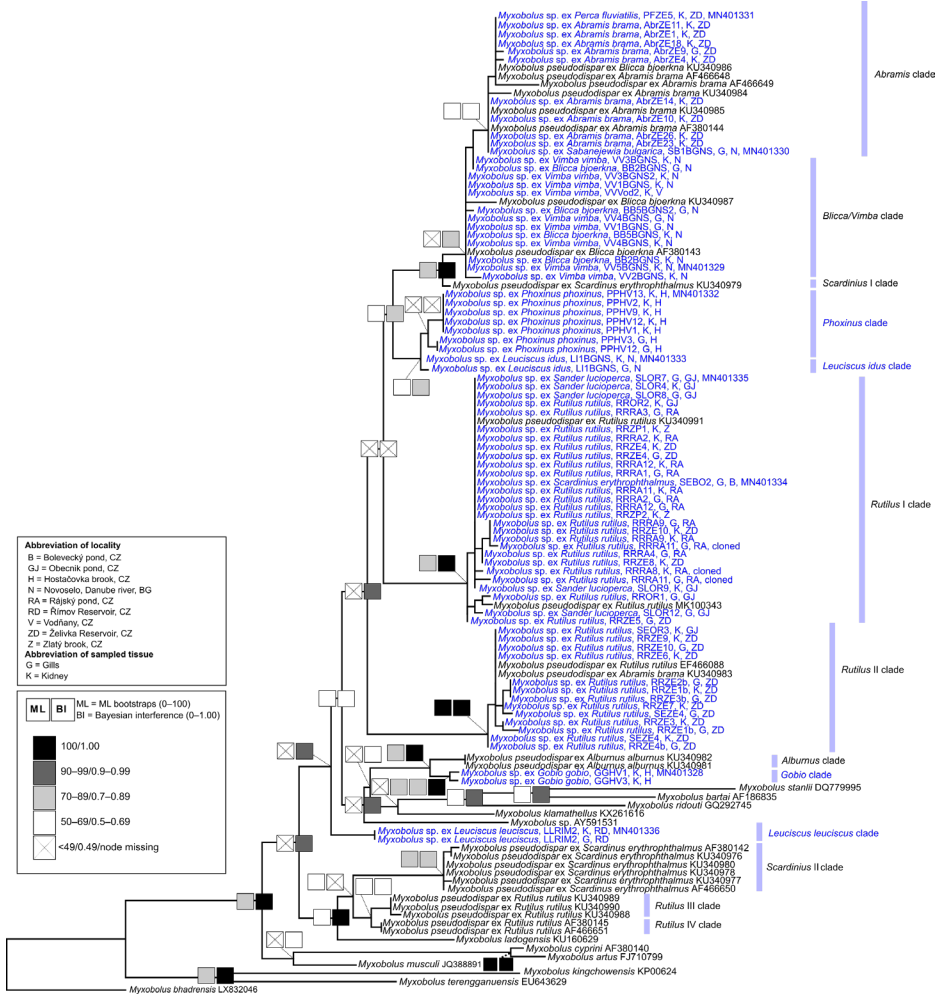 Myxobolus sp. ex Perca fluviatilis, PFZE5, K, ZD, MN401331
Myxobolus sp. ex Abramis brama, AbrZE11, K, ZD
Myxobolus sp. ex Abramis brama, AbrZE1, K, ZD
Myxobolus sp. ex Abramis brama, AbrZE18, K, ZD
Myxobolus sp. ex Abramis brama, AbrZE9, G, ZD
Myxobolus sp. ex Abramis brama, AbrZE4, K, ZD
Myxobolus pseudodispar ex Blicca bjoerkna KU340986
Myxobolus pseudodispar ex Abramis brama AF466648
Myxobolus pseudodispar ex Abramis brama AF466649
Myxobolus pseudodispar ex Abramis brama KU340984
Myxobolus sp. ex Abramis brama, AbrZE14, K, ZD
Myxobolus pseudodispar ex Abramis brama KU340985
Myxobolus sp. ex Abramis brama, AbrZE10, K, ZD
Myxobolus pseudodispar ex Abramis brama AF380144
Myxobolus sp. ex Abramis brama, AbrZE26, K, ZD
Myxobolus sp. ex Abramis brama, AbrZE23, K, ZD
Myxobolus sp. ex Sabanejewia bulgarica, SB1BGNS, G, N, MN401330
Abramis clade
Myxobolus sp. ex Vimba vimba, VV3BGNS, K, N
Myxobolus sp. ex Blicca bjoerkna, BB2BGNS, G, N
Myxobolus sp. ex Vimba vimba, VV3BGNS2, K, N
Myxobolus sp. ex Vimba vimba, VV1BGNS, K, N
Myxobolus sp. ex Vimba vimba, VVVod2, K, V
Myxobolus pseudodispar ex Blicca bjoerkna KU340987
Myxobolus sp. ex Blicca bjoerkna, BB5BGNS2, G, N
Myxobolus sp. ex Vimba vimba, VV4BGNS, G, N
Myxobolus sp. ex Vimba vimba, VV1BGNS, G, N
Myxobolus sp. ex Blicca bjoerkna, BB5BGNS, K, N
Myxobolus sp. ex Vimba vimba, VV4BGNS, K, N
Myxobolus pseudodispar ex Blicca bjoerkna AF380143
Myxobolus sp. ex Blicca bjoerkna, BB2BGNS, K, N
Myxobolus sp. ex Vimba vimba, VV5BGNS, K, N, MN401329
Myxobolus sp. ex Vimba vimba, VV2BGNS, K, N
Blicca/Vimba clade
Myxobolus pseudodispar ex Scardinius erythrophthalmus KU340979
Scardinius I clade
Myxobolus sp. ex Phoxinus phoxinus, PPHV13, K, H, MN401332
Myxobolus sp. ex Phoxinus phoxinus, PPHV2, K, H
Myxobolus sp. ex Phoxinus phoxinus, PPHV9, K, H
Myxobolus sp. ex Phoxinus phoxinus, PPHV12, K, H
Myxobolus sp. ex Phoxinus phoxinus, PPHV1, K, H
Myxobolus sp. ex Phoxinus phoxinus, PPHV3, G, H
Myxobolus sp. ex Phoxinus phoxinus, PPHV12, G, H
Phoxinus clade
Myxobolus sp. ex Leuciscus idus, LI1BGNS, K, N, MN401333
Myxobolus sp. ex Leuciscus idus, LI1BGNS, G, N
Leuciscus idus clade
Myxobolus sp. ex Sander lucioperca, SLOR7, G, GJ, MN401335
Myxobolus sp. ex Sander lucioperca, SLOR4, K, GJ
Myxobolus sp. ex Sander lucioperca, SLOR8, G, GJ
Myxobolus sp. ex Rutilus rutilus, RROR2, K, GJ
Myxobolus sp. ex Rutilus rutilus, RRRA3, G, RA
Myxobolus pseudodispar ex Rutilus rutilus KU340991
Myxobolus sp. ex Rutilus rutilus, RRZP1, K, Z
Myxobolus sp. ex Rutilus rutilus, RRRA2, K, RA
Myxobolus sp. ex Rutilus rutilus, RRZE4, K, ZD
Myxobolus sp. ex Rutilus rutilus, RRZE4, G, ZD
Myxobolus sp. ex Rutilus rutilus, RRRA12, K, RA
Myxobolus sp. ex Rutilus rutilus, RRRA1, G, RA
Myxobolus sp. ex Scardinius erythrophthalmus, SEBO2, G, B, MN401334
Myxobolus sp. ex Rutilus rutilus, RRRA11, K, RA
Myxobolus sp. ex Rutilus rutilus, RRRA2, G, RA
Myxobolus sp. ex Rutilus rutilus, RRRA12, G, RA
Myxobolus sp. ex Rutilus rutilus, RRZP2, K, Z
Myxobolus sp. ex Rutilus rutilus, RRRA9, G, RA
Myxobolus sp. ex Rutilus rutilus, RRZE10, K, ZD
Myxobolus sp. ex Rutilus rutilus, RRRA9, K, RA
Myxobolus sp. ex Rutilus rutilus, RRRA11, G, RA, cloned
Myxobolus sp. ex Rutilus rutilus, RRRA4, G, RA
Myxobolus sp. ex Rutilus rutilus, RRZE8, K, ZD
Myxobolus sp. ex Rutilus rutilus, RRRA8, K, RA, cloned
Myxobolus sp. ex Rutilus rutilus, RRRA11, G, RA, cloned
Myxobolus sp. ex Sander lucioperca, SLOR9, K, GJ
Myxobolus sp. ex Rutilus rutilus, RROR1, G, GJ
Myxobolus pseudodispar ex Rutilus rutilus MK100343
Myxobolus sp. ex Sander lucioperca, SLOR12, G, GJ
Myxobolus sp. ex Rutilus rutilus, RRZE5, G, ZD
Rutilus I clade
Myxobolus sp. ex Rutilus rutilus, SEOR3, K, GJ
Myxobolus sp. ex Rutilus rutilus, RRZE9, K, ZD
Myxobolus sp. ex Rutilus rutilus, RRZE10, G, ZD
Myxobolus sp. ex Rutilus rutilus, RRZE6, K, ZD
Myxobolus pseudodispar ex Rutilus rutilus EF466088
Myxobolus pseudodispar ex Abramis brama KU340983
Myxobolus sp. ex Rutilus rutilus, RRZE2b, G, ZD
Myxobolus sp. ex Rutilus rutilus, RRZE1b, K, ZD
Myxobolus sp. ex Rutilus rutilus, RRZE3b, G, ZD
Myxobolus sp. ex Rutilus rutilus, RRZE7, K, ZD
Myxobolus sp. ex Rutilus rutilus, SEZE4, G, ZD
Myxobolus sp. ex Rutilus rutilus, RRZE3, K, ZD
Myxobolus sp. ex Rutilus rutilus, RRZE1b, G, ZD
Myxobolus sp. ex Rutilus rutilus, SEZE4, K, ZD
Myxobolus sp. ex Rutilus rutilus, RRZE4b, G, ZD
Rutilus II clade
Myxobolus pseudodispar ex Alburnus alburnus KU340982
Myxobolus pseudodispar ex Alburnus alburnus KU340981
Alburnus clade
Myxobolus sp. ex Gobio gobio, GGHV1, K, H, MN401328
Myxobolus sp. ex Gobio gobio, GGHV3, K, H
Gobio clade
Myxobolus stanlii DQ779995
Myxobolus bartai AF186835
Myxobolus ridouti GQ292745
Myxobolus klamathellus KX261616
Myxobolus sp. AY591531
Myxobolus sp. ex Leuciscus leuciscus, LLRIM2, K, RD, MN401336
Myxobolus sp. ex Leuciscus leuciscus, LLRIM2, G, RD
Leuciscus leuciscus clade
Myxobolus pseudodispar ex Scardinus erythrophthalmus AF380142
Myxobolus pseudodispar ex Scardinus erythrophthalmus KU340976
Myxobolus pseudodispar ex Scardinus erythrophthalmus KU340980
Myxobolus pseudodispar ex Scardinus erythrophthalmus KU340978
Myxobolus pseudodispar ex Scardinus erythrophthalmus KU340977
Myxobolus pseudodispar ex Scardinus erythrophthalmus AF466650
Scardinius II clade
Myxobolus pseudodispar ex Rutilus rutilus KU340989
Myxobolus pseudodispar ex Rutilus rutilus KU340990
Myxobolus pseudodispar ex Rutilus rutilus KU340988
Rutilus III clade
Myxobolus pseudodispar ex Rutilus rutilus AF380145
Myxobolus pseudodispar ex Rutilus rutilus AF466651
Rutilus IV clade
Myxobolus ladogensis KU160629
Myxobolus cyprini AF380140
Myxobolus artus FJ710799
Myxobolus musculi JQ388891
Myxobolus kingchowensis KP00624
Myxobolus terengganuensis EU643629
Myxobolus bhadrensis LX832046
Abbreviation of locality
B = Bolevecký pond, CZ
GJ = Obecník pond, CZ
H = Hostačovka brook, CZ
N = Novoselo, Danube river, BG
RA = Rájský pond, CZ
RD = Římov Reservoir, CZ
V = Vodňany, CZ
ZD = Želivka Reservoir, CZ
Z = Zlatý brook, CZ
Abbreviation of sampled tissue
G = Gills
K = Kidney
ML BI
ML = ML bootstraps (0–100)
BI = Bayesian interference (0–1.00)
100/1.00
90–99/0.9–0.99
70–89/0.7–0.89
50–69/0.5–0.69
<49/0.49/node missing